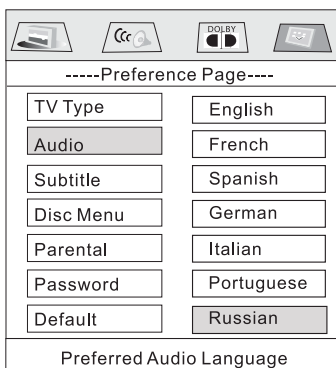 DOLBY
-----Preference Page----
TV Type
Audio
Subtitle
Disc Menu
Parental
Password
Default
English
French
Spanish
German
Italian
Portuguese
Russian
Preferred Audio Language